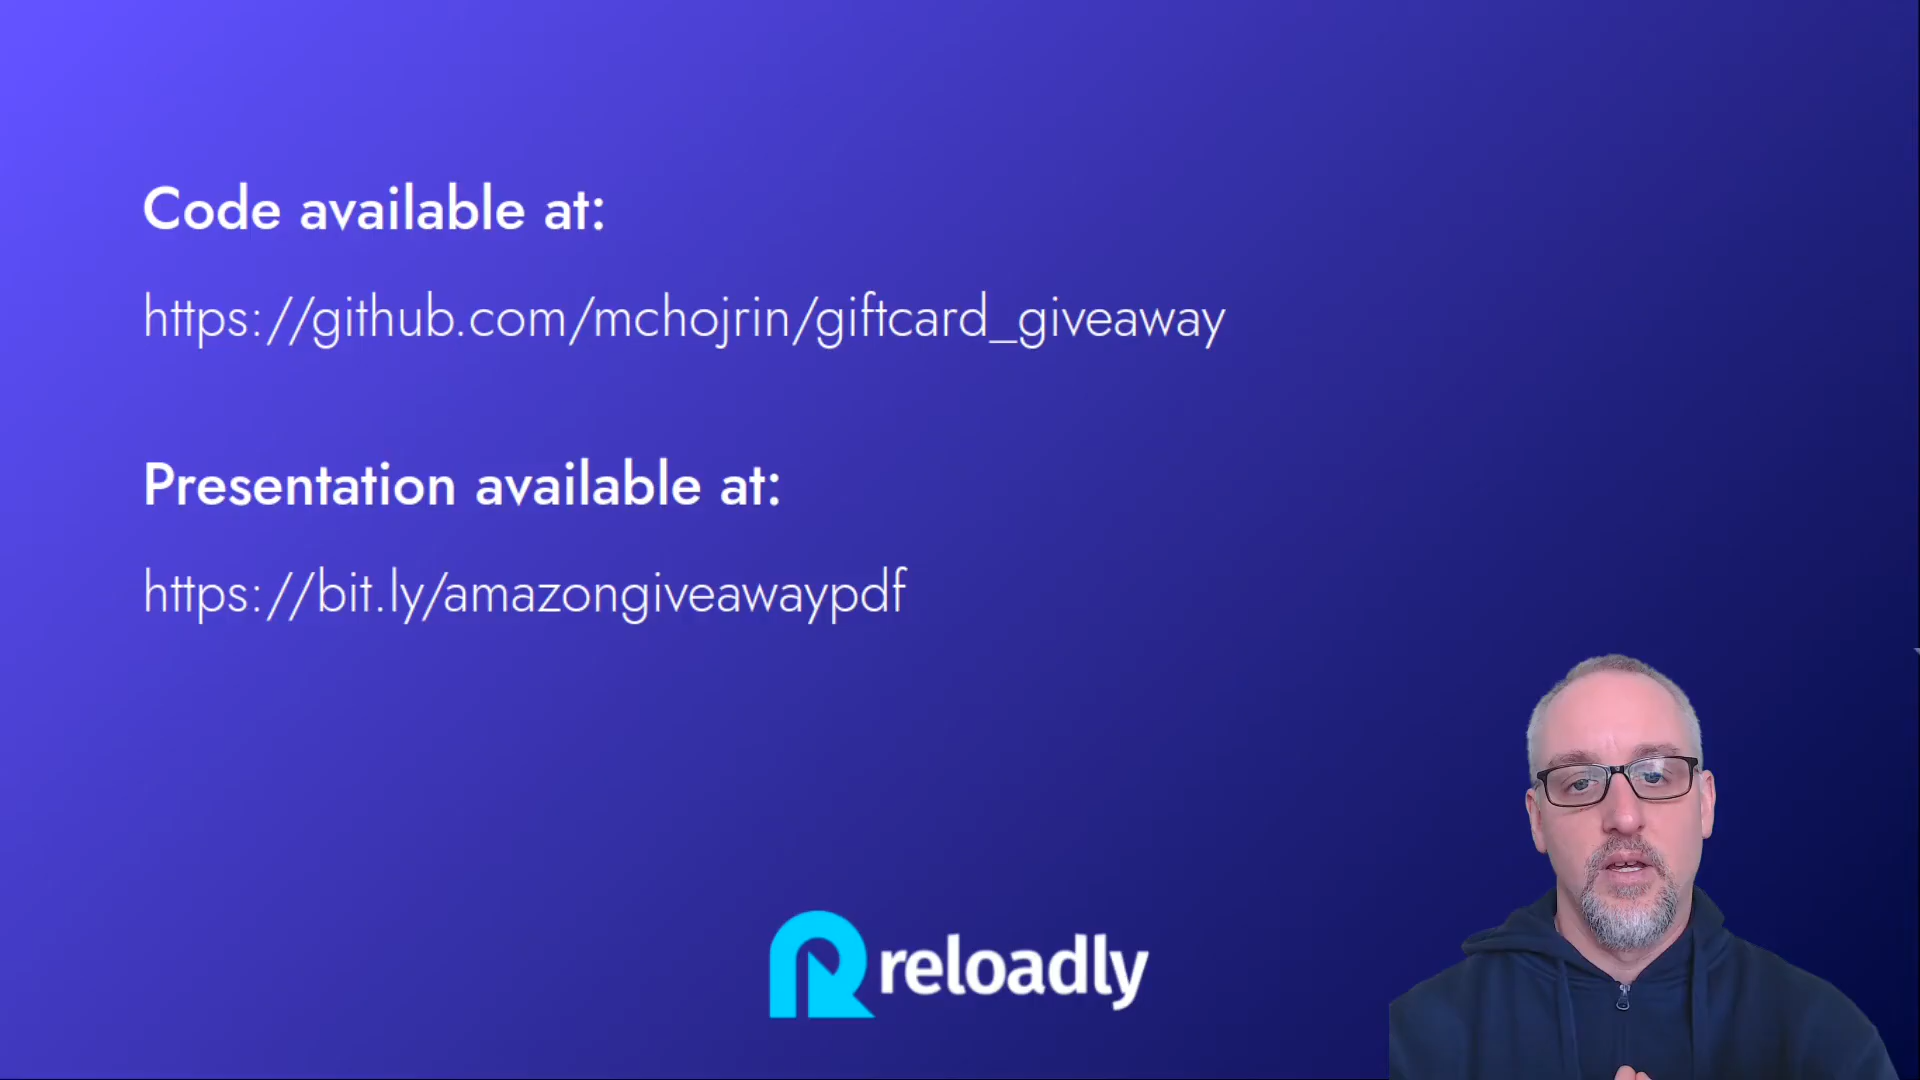 Code available at:
https://github.com/mchojrin/giftcard_giveaway
Presentation available at:
https://bit.ly/amazongiveawaypdf
reloadly